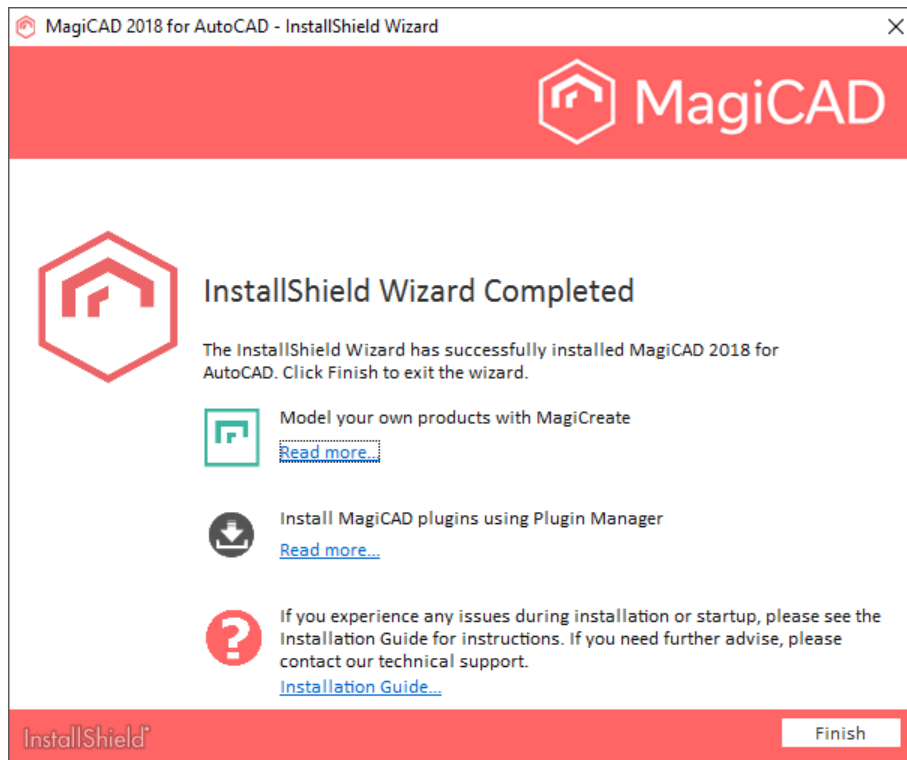 MagiCAD 2018 for AutoCAD - InstallShield Wizard
MagiCAD
InstallShield Wizard Completed
The InstallShield Wizard has successfully installed MagiCAD 2018 for
AutoCAD. Click Finish to exit the wizard.
Model your own products with MagiCreate
Read more...
Install MagiCAD plugins using Plugin Manager
Read more...
If you experience any issues during installation or startup, please see the
Installation Guide for instructions. If you need further advise, please
contact our technical support.
Installation Guide...
InstallShield
Finish